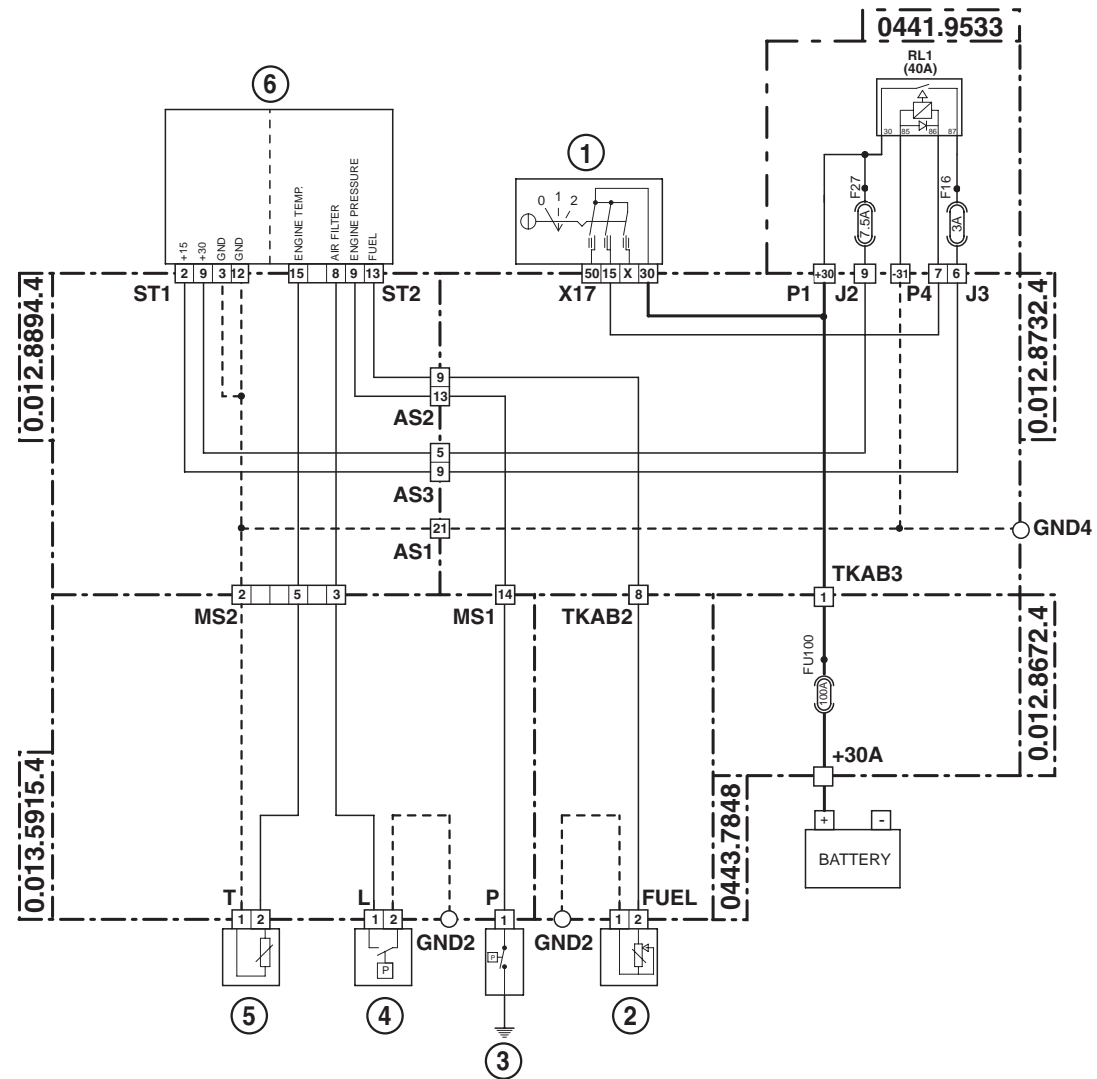 0441.9533
RL1
(40A)
30 85 86 87
6
1
+15
+30
GND
GND
ENGINE TEMP.
AIR FILTER
ENGINE PRESSURE
FUEL
0 1 2
F27
7.5A
F16
3A
2 9 3 12
15 8 9 13
50 15 X 30
+30
9
-31
7 6
ST1
ST2
X17
P1
J2
P4
J3
0.012.8894.4
0.012.8732.4
9
13
AS2
5
9
AS3
21
AS1
GND4
TKAB3
2 5 3
14
8
1
MS2
MS1
TKAB2
FU100
100A
0.012.8672.4
+30A
0.013.5915.4
0443.7848
+ -
BATTERY
T
L
P
FUEL
1 2
1 2
1
1 2
GND2
GND2
P
P
5
4
3
2